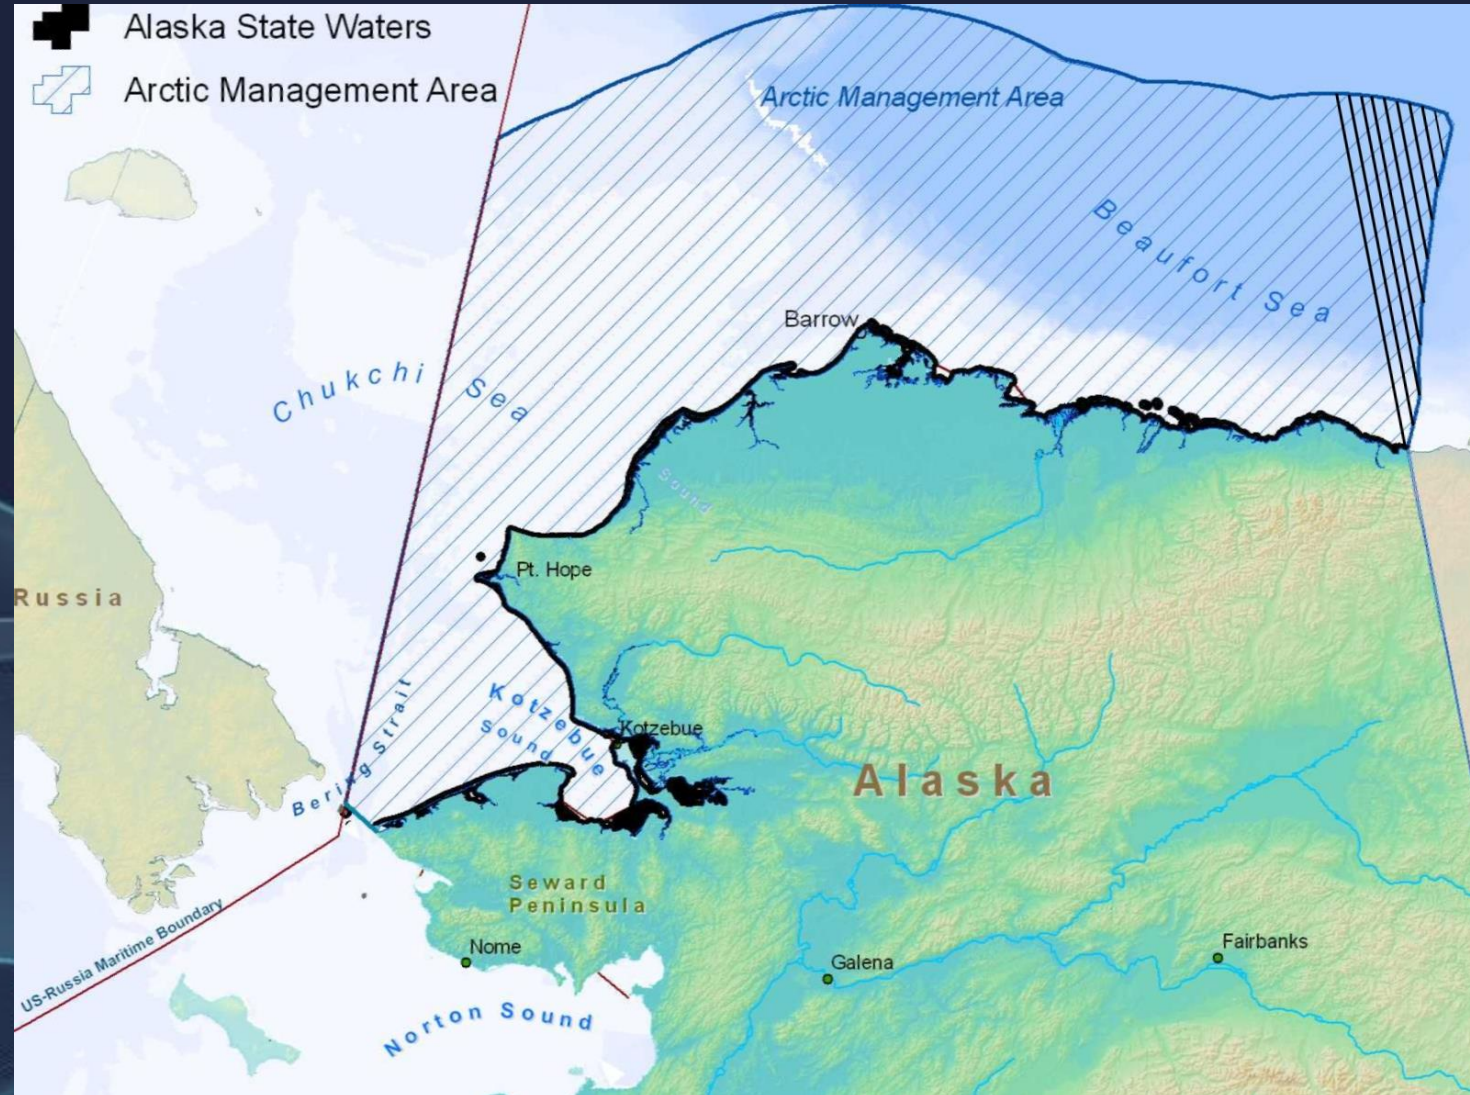 Alaska State Waters
Arctic Management Area
Arctic Management Area
Beaufort Sea
Barrow
Chukchi Sea
Sound
Pt. Hope
Russia
Kotzebue
Sound
Kotzebue
Bering Strait
Alaska
Seward
Peninsula
US-Russia Maritime Boundary
Nome
Fairbanks
Galena
Norton Sound